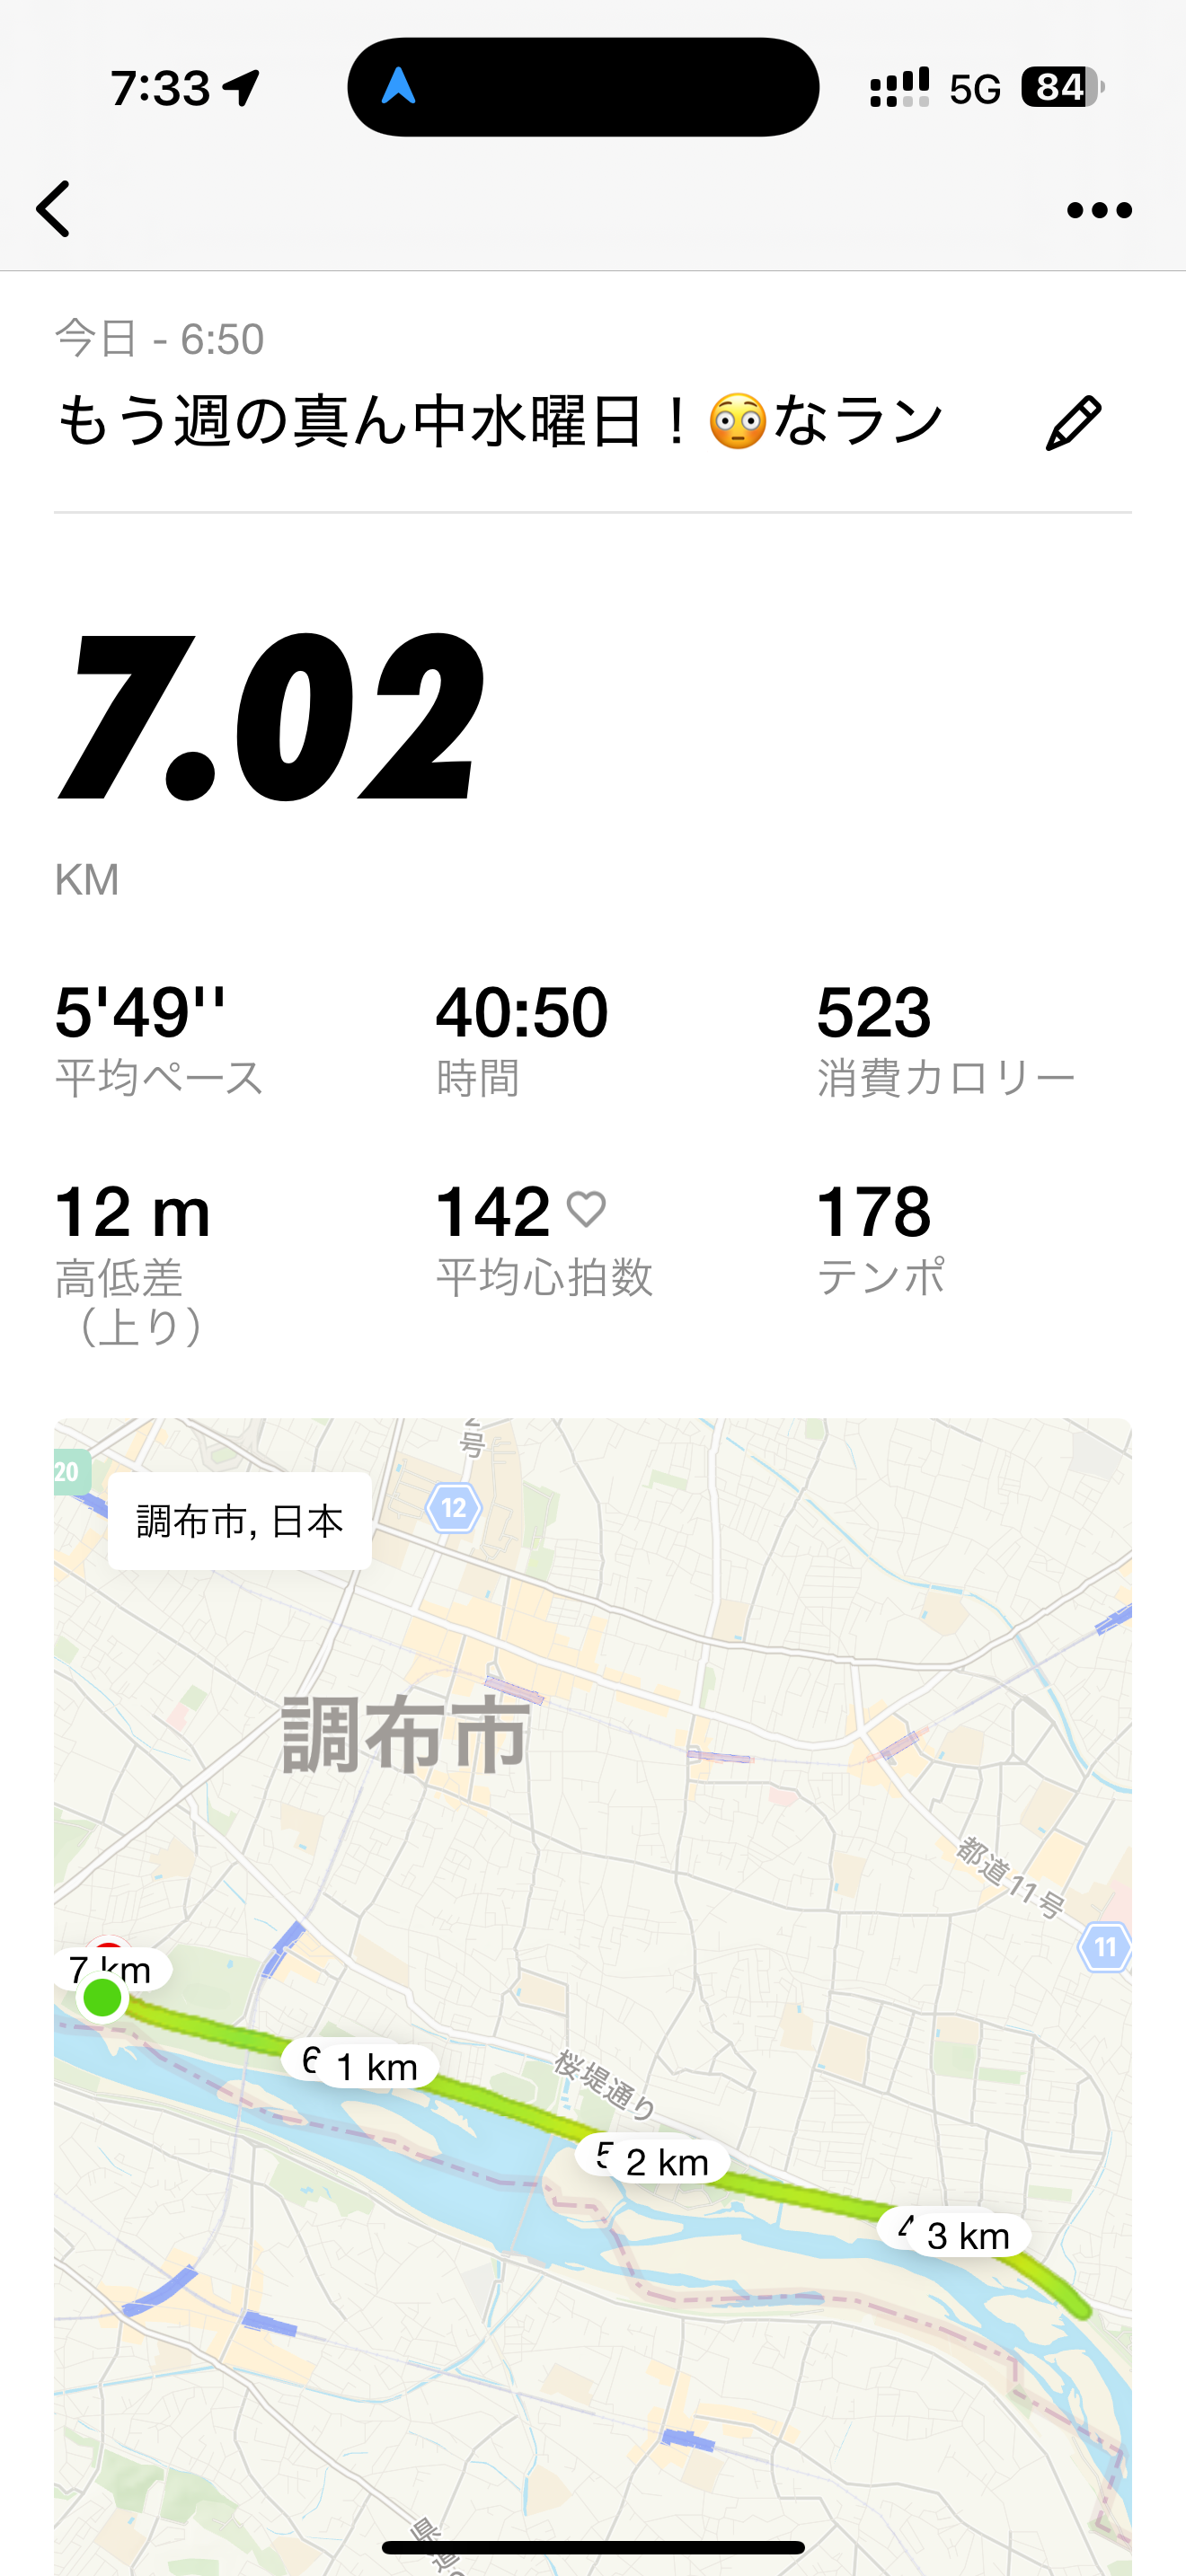 7:33
5G
84
今日 - 6:50
もう週の真ん中水曜日！😳なラン
7.02
KM
5'49''
40:50
523
平均ペース
時間
消費カロリー
12 m
142
178
高低差
（上り）
平均心拍数
テンポ
2号
20
調布市, 日本
12
調布市
都道11号
11
7 km
6
1 km
桜堤通り
5
2 km
4
3 km
県道